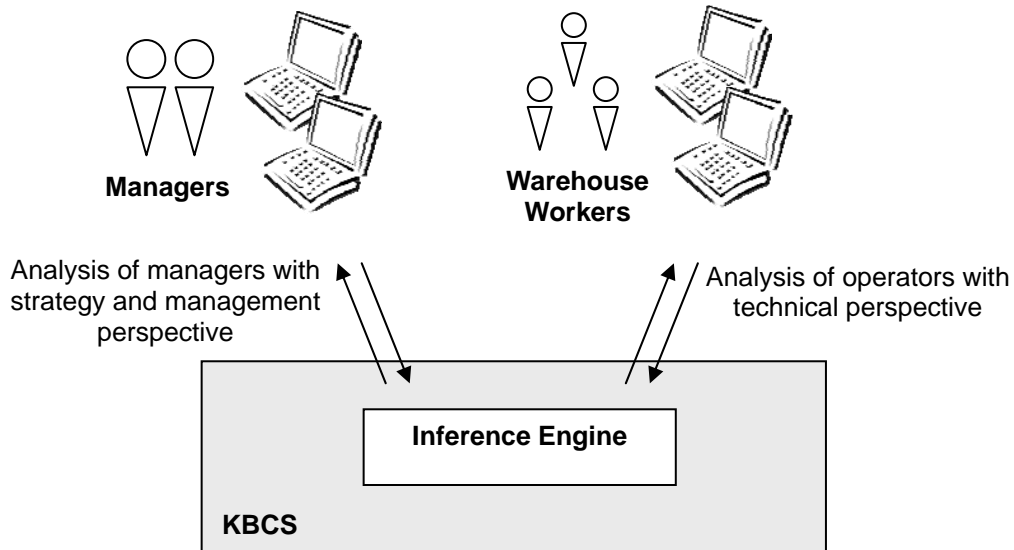 Managers
Warehouse
Workers
Analysis of managers with
strategy and management
perspective
Analysis of operators with
technical perspective
Inference Engine
KBCS